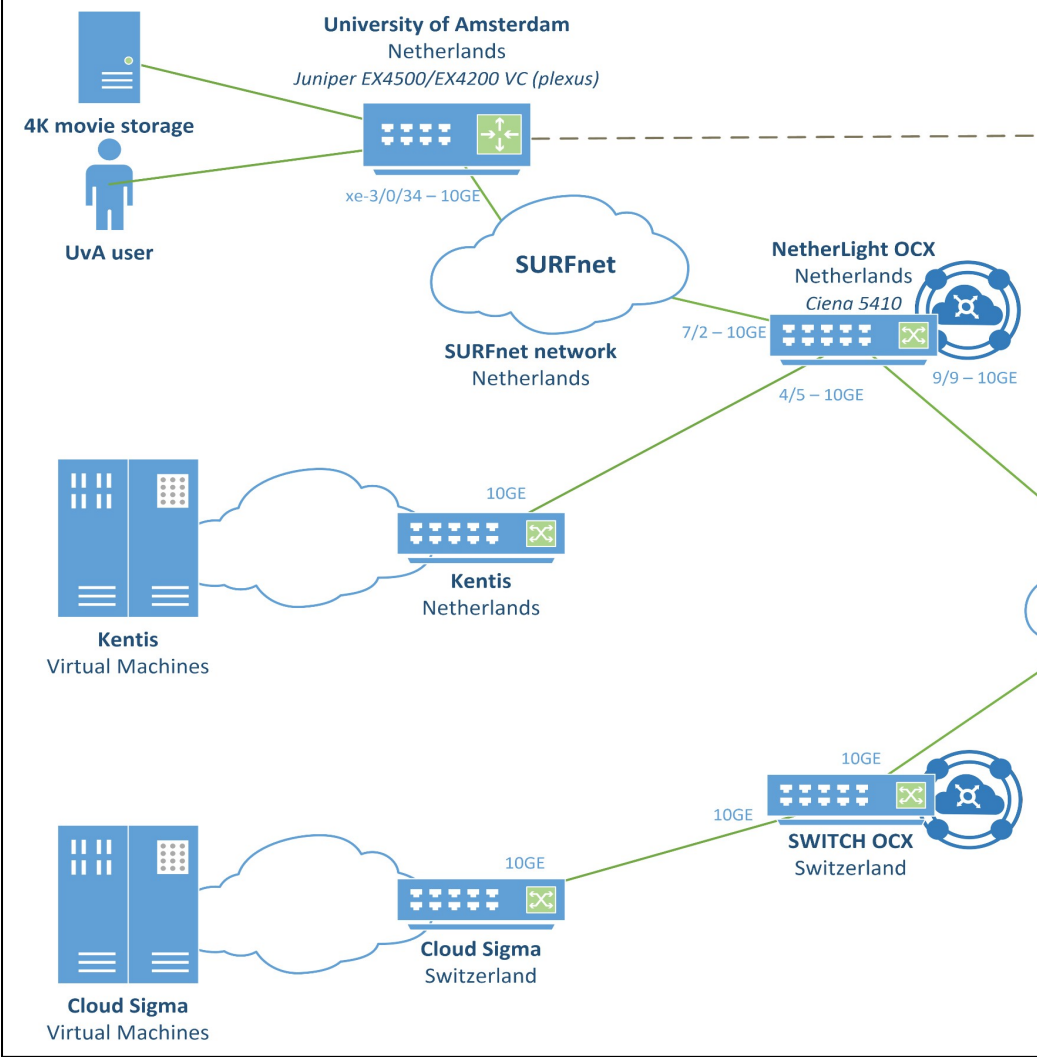 University of Amsterdam
Netherlands
Juniper EX4500/EX4200 VC (plexus)
4K movie storage
xe-3/0/34 – 10GE
UvA user
SURFnet
NetherLight OCX
Netherlands
Ciena 5410
7/2 – 10GE
SURFnet network
Netherlands
9/9 – 10GE
4/5 – 10GE
10GE
Kentis
Netherlands
Kentis
Virtual Machines
10GE
10GE
SWITCH OCX
Switzerland
10GE
Cloud Sigma
Switzerland
Cloud Sigma
Virtual Machines